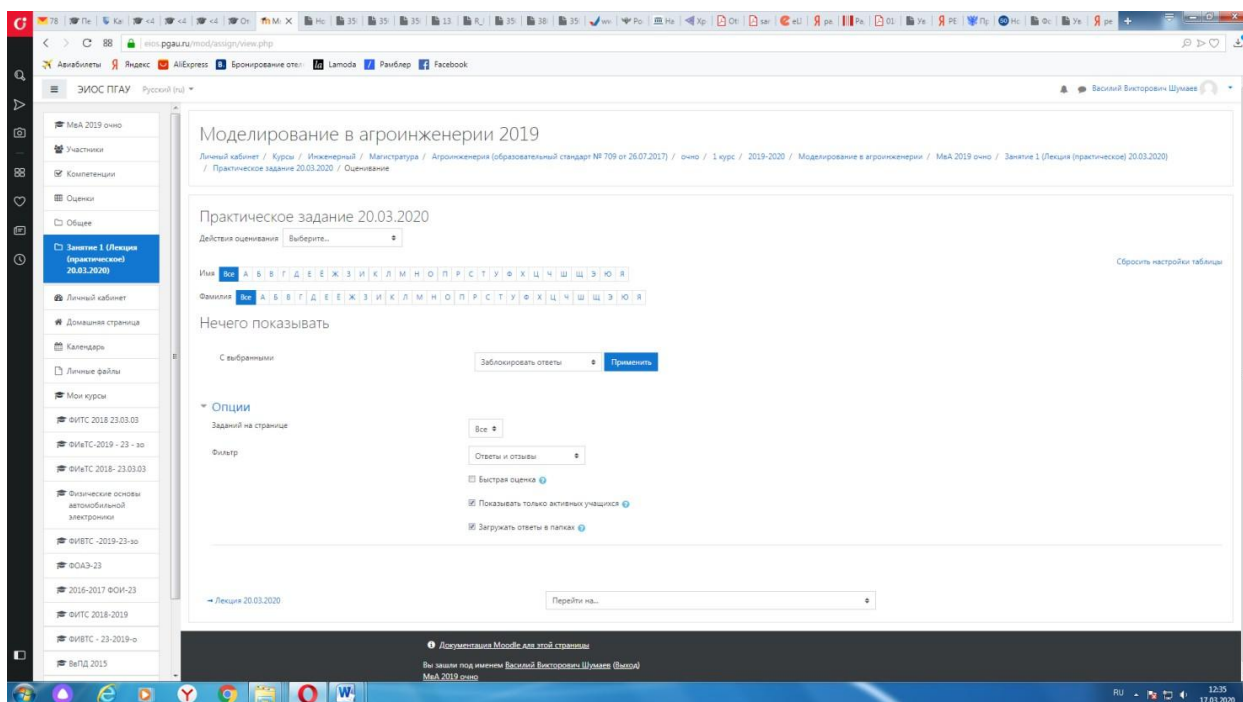 eios.pgau.ru/mod/assign/view.php
Авиабилеты Яндекс AliExpress Бронирование отел Lamoda Рамблер Facebook
ЭИОС ПГАУ Русский (ru)
Василий Викторович Шумаев
МвА 2019 очно
Участники
Компетенции
Оценки
Общее
Занятие 1 (Лекция
(практическое)
20.03.2020)
Личный кабинет
Домашняя страница
Календарь
Личные файлы
Мои курсы
ФИТС 2018 23.03.03
ФИвТС-2019 - 23 - зо
ФИвТС 2018- 23.03.03
Физические основы
автомобильной
электроники
ФИВТС -2019-23-зо
ФОАЭ-23
2016-2017 ФОИ-23
ФИТС 2018-2019
ФИВТС - 23-2019-о
ВвПД 2015
Моделирование в агроинженерии 2019
Личный кабинет / Курсы / Инженерный / Магистратура / Агроинженерия (образовательный стандарт № 709 от 26.07.2017) / очно / 1 курс / 2019-2020 / Моделирование в агроинженерии / МвА 2019 очно / Занятие 1 (Лекция (практическое) 20.03.2020)
/ Практическое задание 20.03.2020 / Оценивание
Практическое задание 20.03.2020
Действия оценивания Выберите...
Сбросить настройки таблицы
Имя Все А Б В Г Д Е Ё Ж З И К Л М Н О П Р С Т У Ф Х Ц Ч Ш Щ Э Ю Я
Фамилия Все А Б В Г Д Е Ё Ж З И К Л М Н О П Р С Т У Ф Х Ц Ч Ш Щ Э Ю Я
Нечего показывать
С выбранными Заблокировать ответы Применить
Опции
Заданий на странице Все
Фильтр Ответы и отзывы
Быстрая оценка
Показывать только активных учащихся
Загружать ответы в папках
→ Лекция 20.03.2020 Перейти на...
Документация Moodle для этой страницы
Вы зашли под именем Василий Викторович Шумаев (Выход)
МвА 2019 очно
RU 12:35
17.03.2020